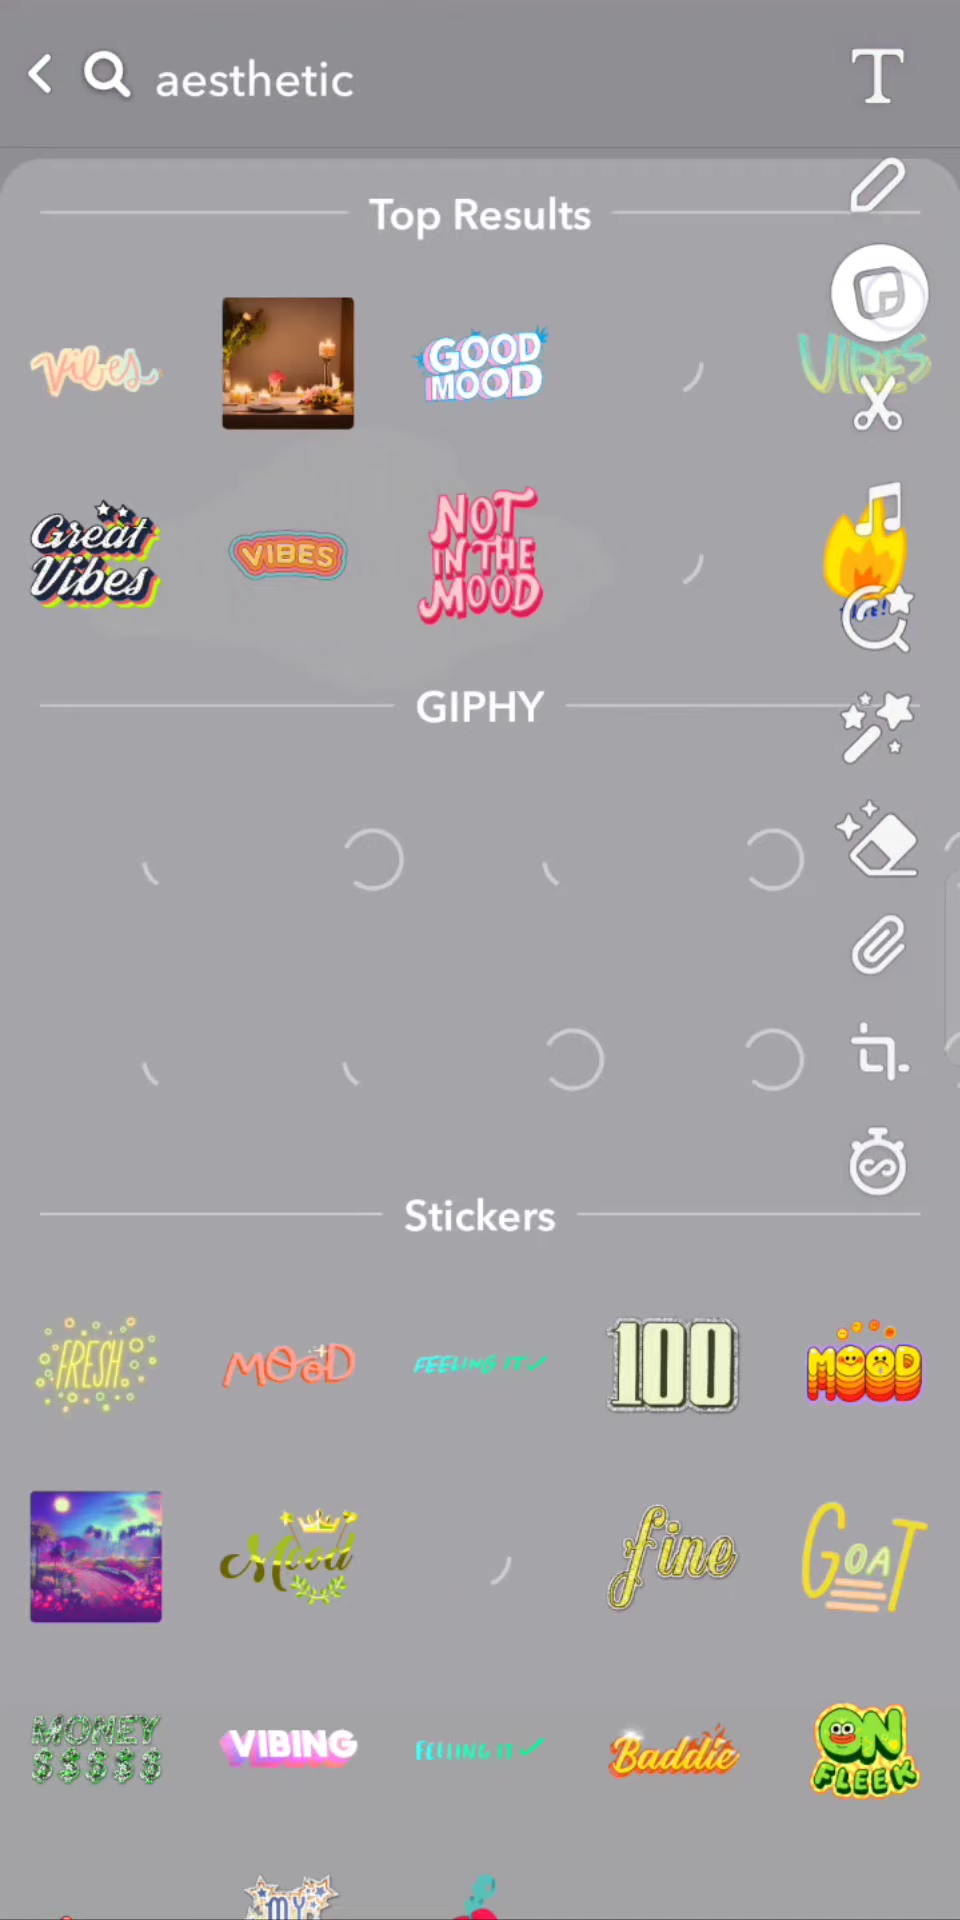 aesthetic
T
Top Results
vibes
GOOD
MOOD
VIBES
Great
Vibes
VIBES
NOT
IN THE
MOOD
GIPHY
Stickers
FRESH
MOOD
FEELING IT
100
MOOD
Mood
fine
GOAT
MONEY
$$$$$
VIBING
FEELING IT
Baddie
ON
FLEEK
MY